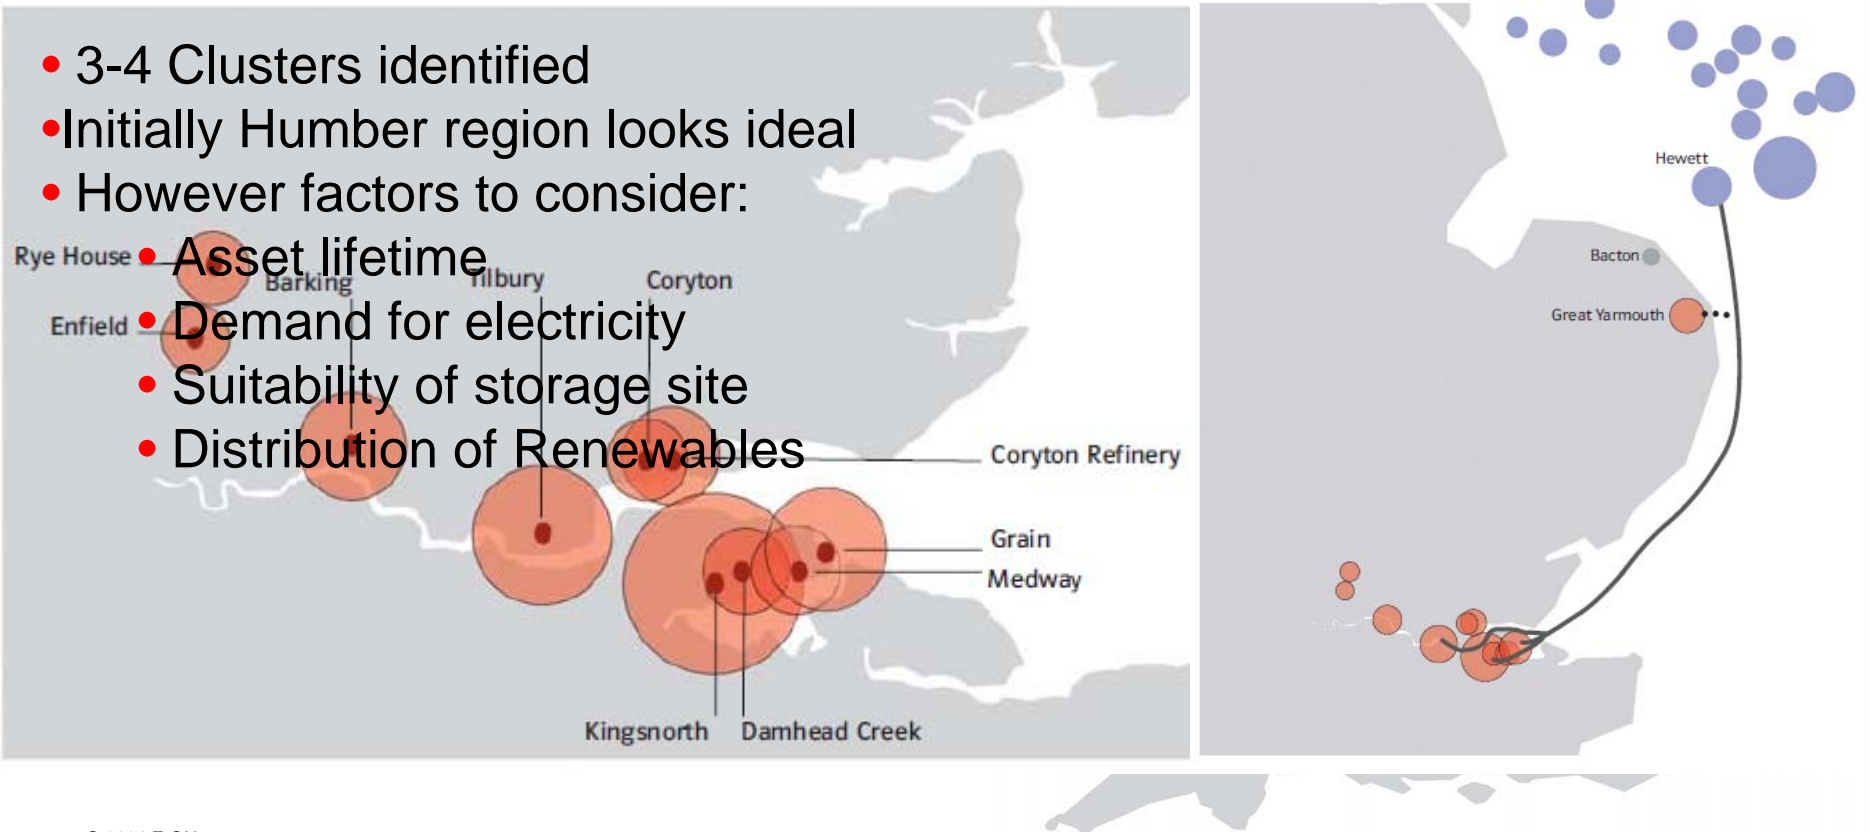 • 3-4 Clusters identified
•Initially Humber region looks ideal
• However factors to consider:
• Asset lifetime
• Demand for electricity
• Suitability of storage site
• Distribution of Renewables
Rye House
Enfield
Barking
Tilbury
Coryton
Coryton Refinery
Grain
Medway
Kingsnorth
Damhead Creek
Hewett
Bacton
Great Yarmouth